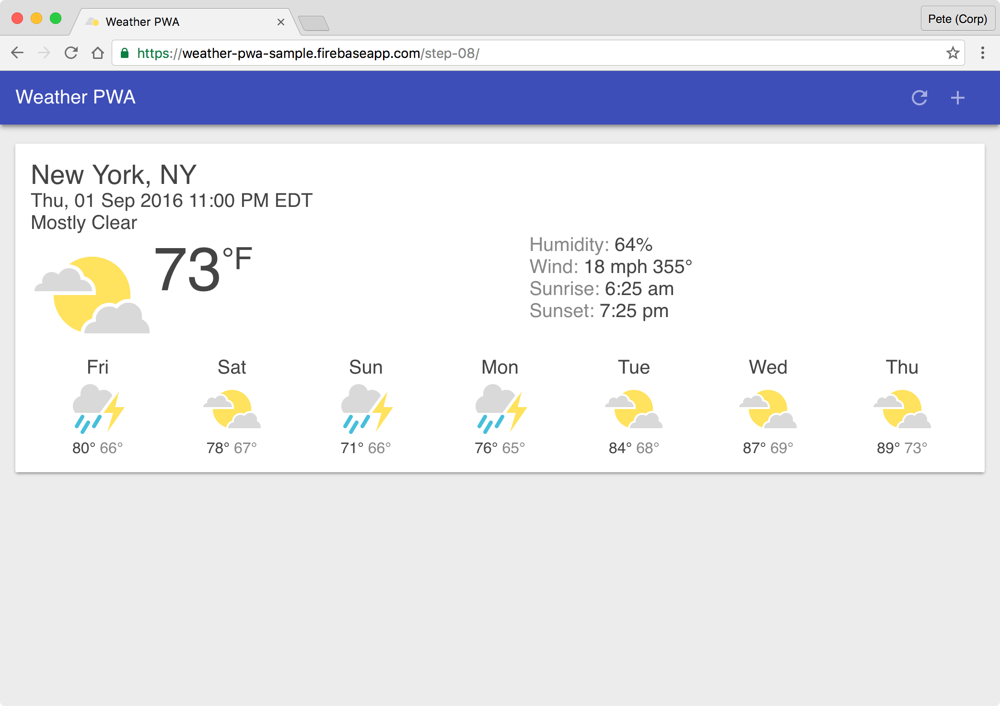 Weather PWA
Pete (Corp)
https://weather-pwa-sample.firebaseapp.com/step-08/
Weather PWA
New York, NY
Thu, 01 Sep 2016 11:00 PM EDT
Mostly Clear
73°F
Humidity: 64%
Wind: 18 mph 355°
Sunrise: 6:25 am
Sunset: 7:25 pm
Fri Sat Sun Mon Tue Wed Thu
80° 66° 78° 67° 71° 66° 76° 65° 84° 68° 87° 69° 89° 73°